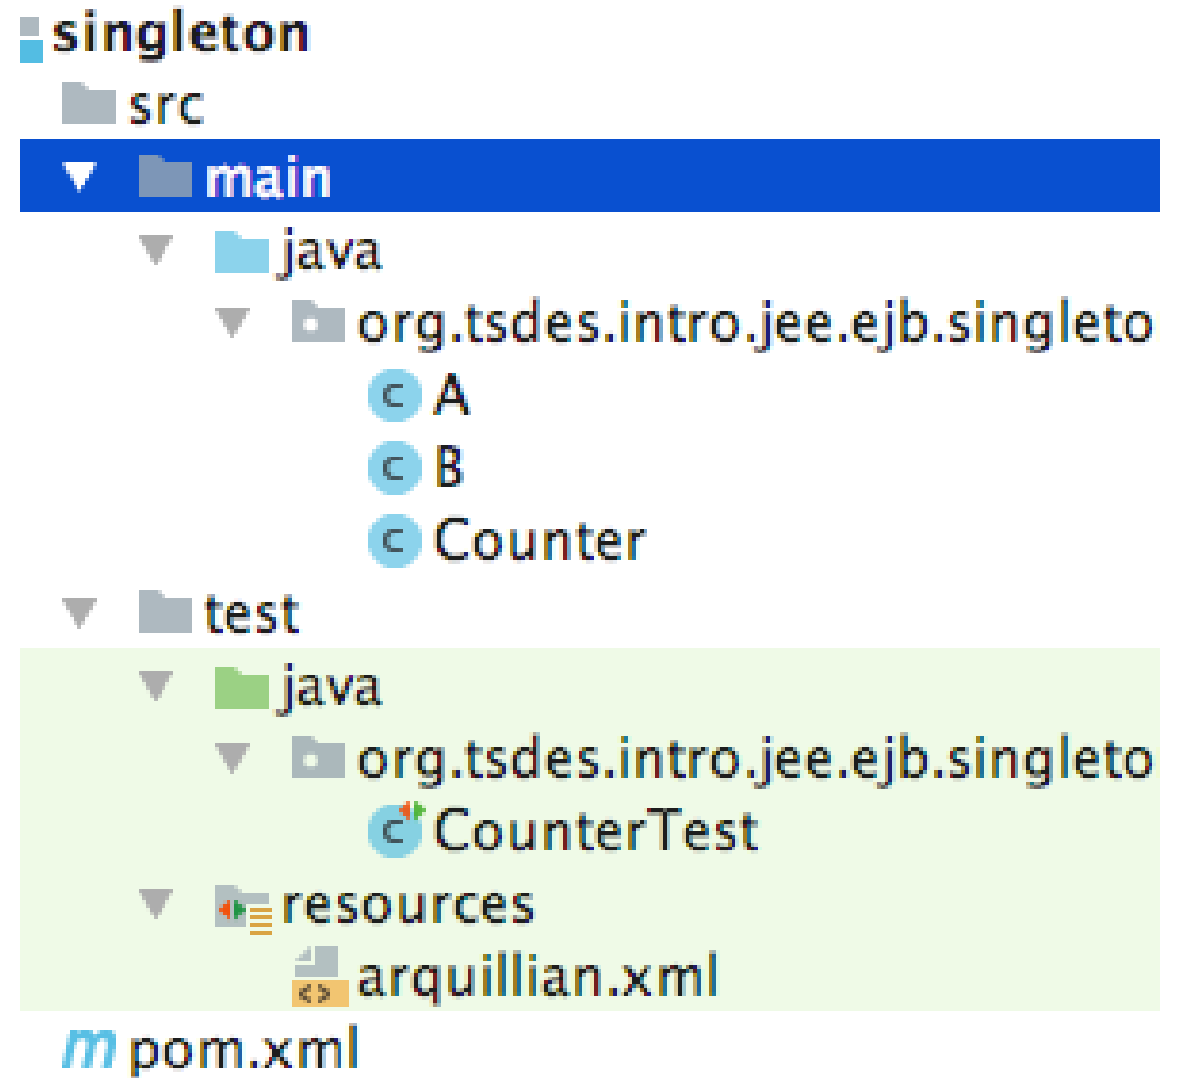 singleton
src
main
java
org.tsdes.intro.jee.ejb.singleto
C A
C B
C Counter
test
java
org.tsdes.intro.jee.ejb.singleto
C CounterTest
resources
<> arquillian.xml
m pom.xml